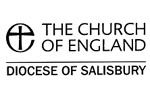 THE CHURCH
OF ENGLAND
DIOCESE OF SALISBURY